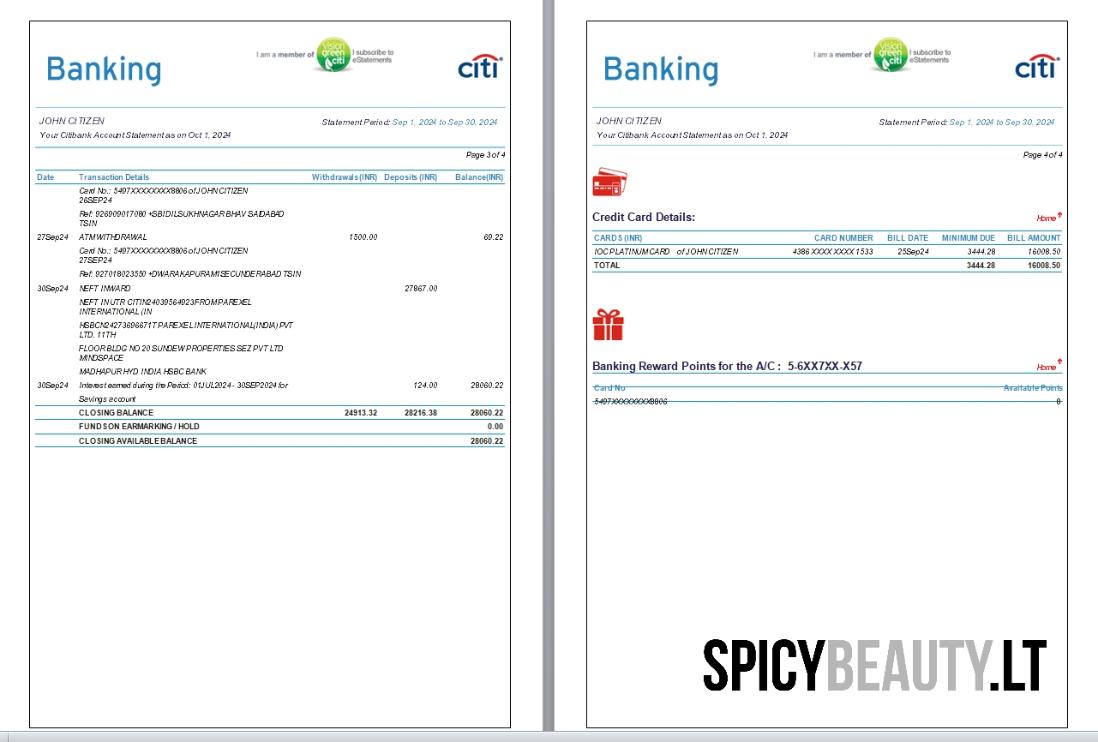 Banking
I am a member of
vision
green
citi
I subscribe to
eStatements
citi
JOHN CITIZEN
Statement Period: Sep 1, 2024 to Sep 30, 2024
Your Citibank Account Statement as on Oct 1, 2024
Page 3 of 4
Date Transaction Details Withdrawals (INR) Deposits (INR) Balance(INR)
Card No.: 5497XXXXXXXX8806 of JOHN CITIZEN
26SEP24
Ref: 926909017080 +SBIDILSUKHNAGAR BHAV SAIDABAD
TSIN
27Sep24 ATM WITHDRAWAL 1500.00 69.22
Card No.: 5497XXXXXXXX8806 of JOHN CITIZEN
27SEP24
Ref: 927018023550 +DWARAKAPURAMISECUNDERABAD TSIN
30Sep24 NEFT INWARD 27867.00
NEFT IN UTR CITIN24039564923FROM PAREXEL
INTERNATIONAL (IN
HSBCN24273696671T PAREXEL INTERNATIONAL(INDIA) PVT
LTD. 11TH
FLOOR BLDG NO 20 SUNDEW PROPERTIES SEZ PVT LTD
MINDSPACE
MADHAPUR HYD INDIA HSBC BANK
30Sep24 Interest earned during the Period: 01JUL2024 - 30SEP2024 for 124.00 28060.22
Savings account
CLOSING BALANCE 24913.32 28216.38 28060.22
FUNDS ON EARMARKING / HOLD 0.00
CLOSING AVAILABLE BALANCE 28060.22
Banking
I am a member of
vision
green
citi
I subscribe to
eStatements
citi
JOHN CITIZEN
Statement Period: Sep 1, 2024 to Sep 30, 2024
Your Citibank Account Statement as on Oct 1, 2024
Page 4 of 4
Credit Card Details: Home
CARDS (INR) CARD NUMBER BILL DATE MINIMUM DUE BILL AMOUNT
IOC PLATINUM CARD of JOHN CITIZEN 4386 XXXX XXXX 1533 25Sep24 3444.28 16008.50
TOTAL 3444.28 16008.50
Banking Reward Points for the A/C : 5-6XX7XX-X57 Home
Card No Available Points
5497XXXXXXXX8806 8
SPICYBEAUTY.LT